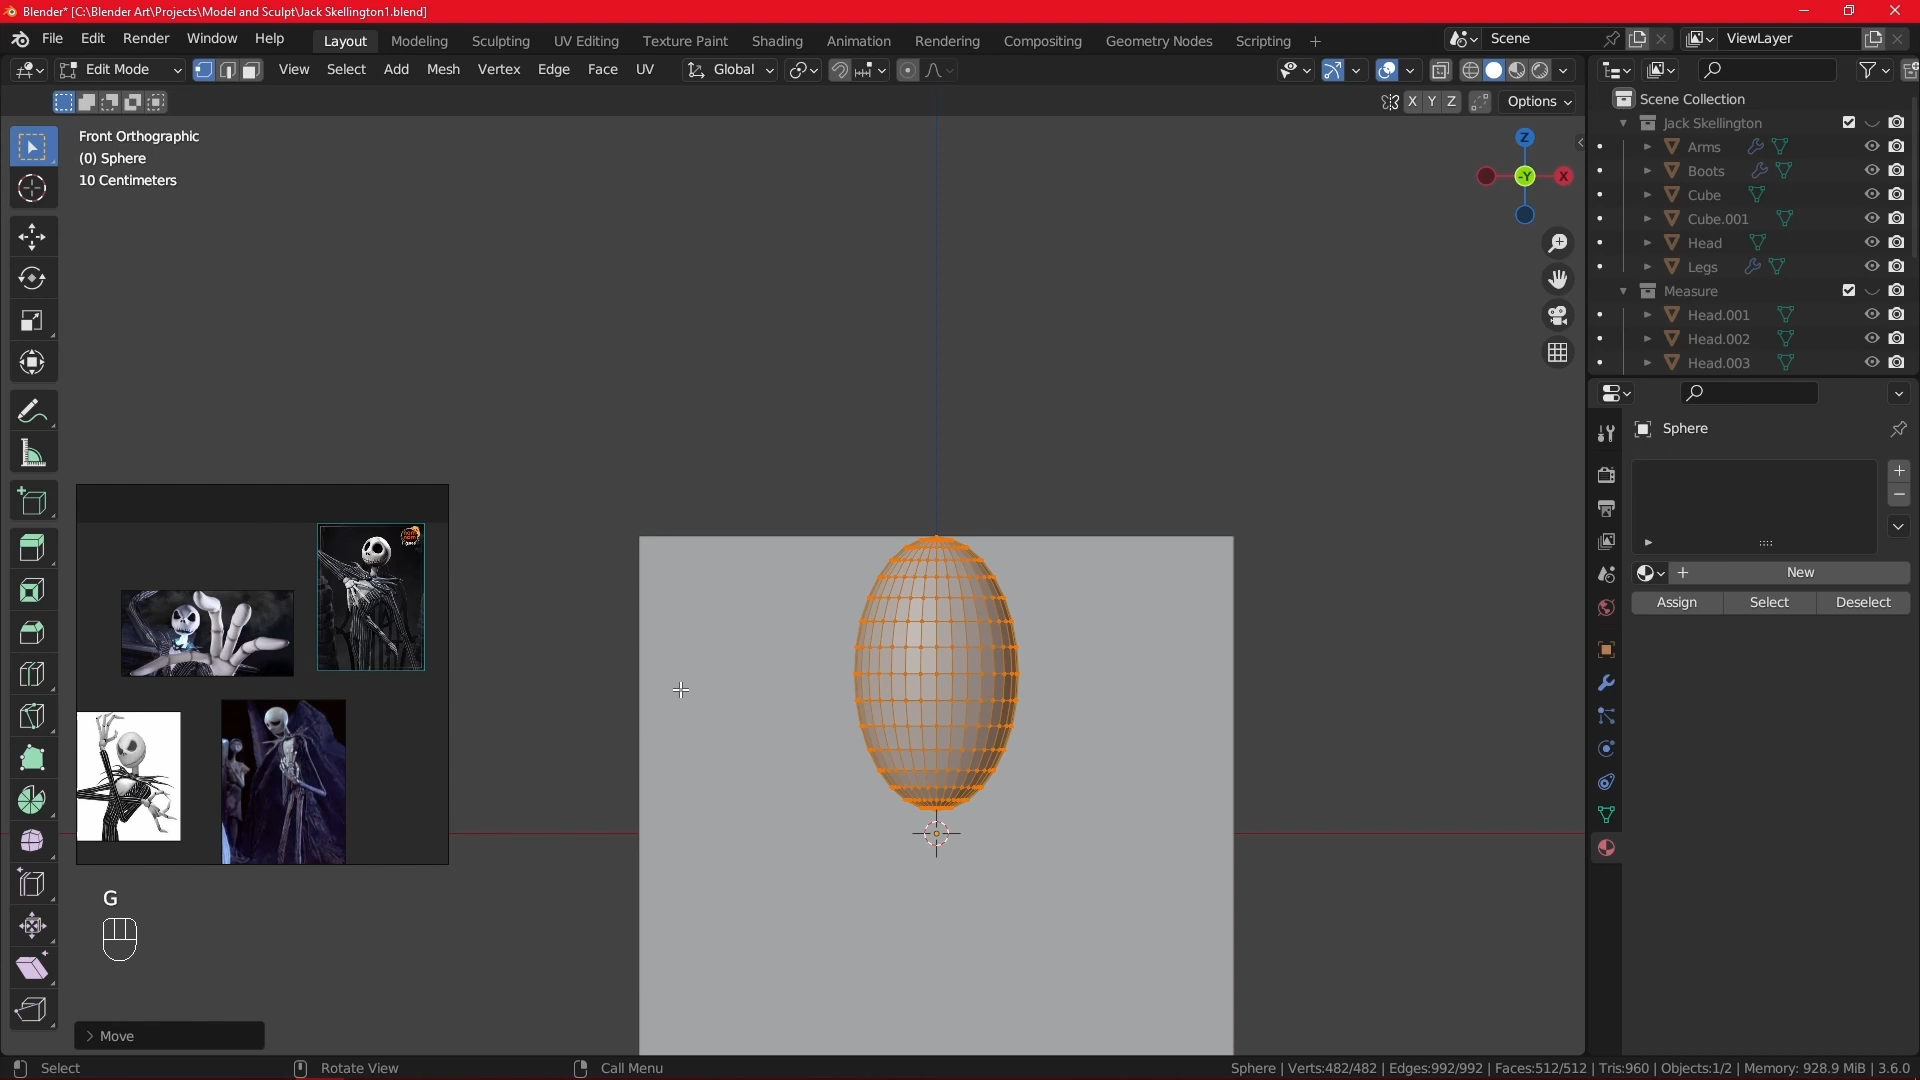 Blender* [C:\Blender Art\Projects\Model and Sculpt\Jack Skellington1.blend]
File Edit Render Window Help Layout Modeling Sculpting UV Editing Texture Paint Shading Animation Rendering Compositing Geometry Nodes Scripting Scene ViewLayer
Edit Mode View Select Add Mesh Vertex Edge Face UV Global
X Y Z Options
Scene Collection
Jack Skellington
Arms
Boots
Cube
Cube.001
Head
Legs
Measure
Head.001
Head.002
Head.003
Front Orthographic
(0) Sphere
10 Centimeters
Z
-Y X
Sphere
New
Assign Select Deselect
G
Move
Select Rotate View Call Menu Sphere | Verts:482/482 | Edges:992/992 | Faces:512/512 | Tris:960 | Objects:1/2 | Memory: 928.9 MiB | 3.6.0